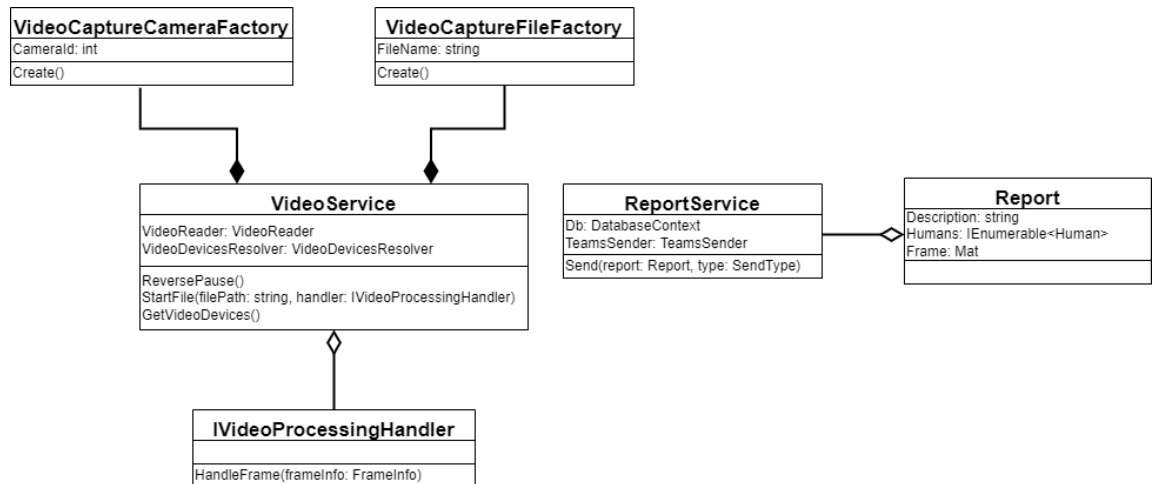 VideoCaptureCameraFactory
CameraId: int
Create()
VideoCaptureFileFactory
FileName: string
Create()
VideoService
VideoReader: VideoReader
VideoDevicesResolver: VideoDevicesResolver
ReversePause()
StartFile(filePath: string, handler: IVideoProcessingHandler)
GetVideoDevices()
ReportService
Db: DatabaseContext
TeamsSender: TeamsSender
Send(report: Report, type: SendType)
Report
Description: string
Humans: IEnumerable<Human>
Frame: Mat
IVideoProcessingHandler
HandleFrame(frameInfo: FrameInfo)